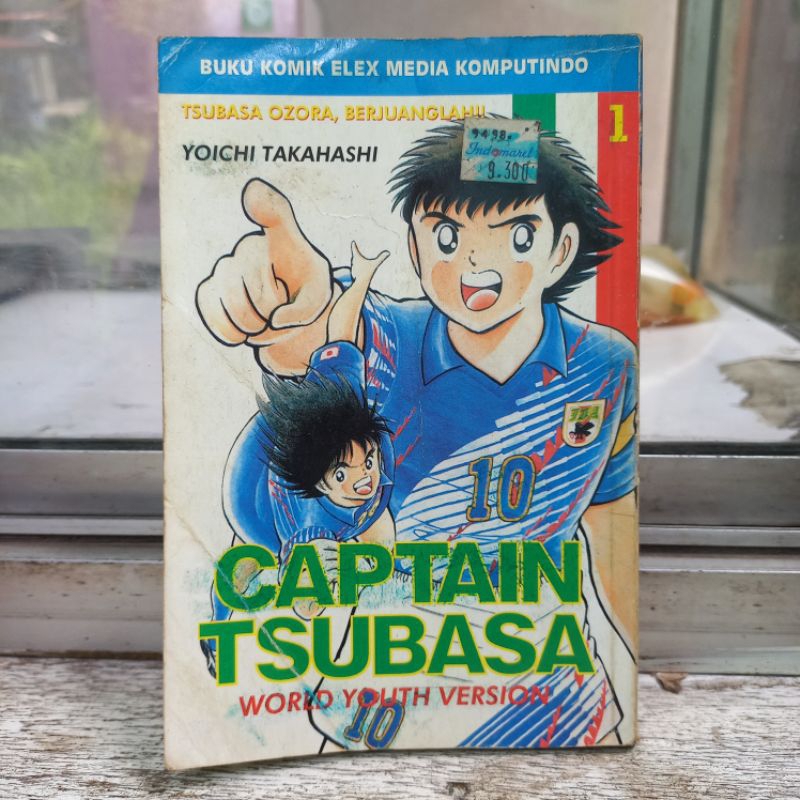 BUKU KOMIK ELEX MEDIA KOMPUTINDO
TSUBASA OZORA, BERJUANGLAH!!
1
YOICHI TAKAHASHI
9498
Indomaret
9.300
10
CAPTAIN
TSUBASA
WORLD YOUTH VERSION
10